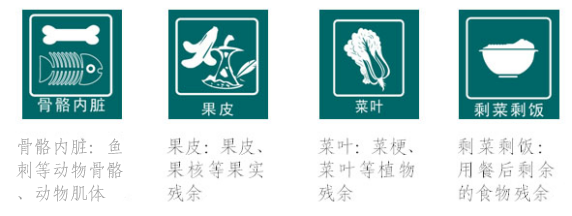 骨骼内脏
果皮
菜叶
剩菜剩饭
骨骼内脏：鱼
刺等动物骨骼
、动物肌体
果皮：果皮、
果核等果实
残余
菜叶：菜梗、
菜叶等植物
残余
剩菜剩饭：
用餐后剩余
的食物残余